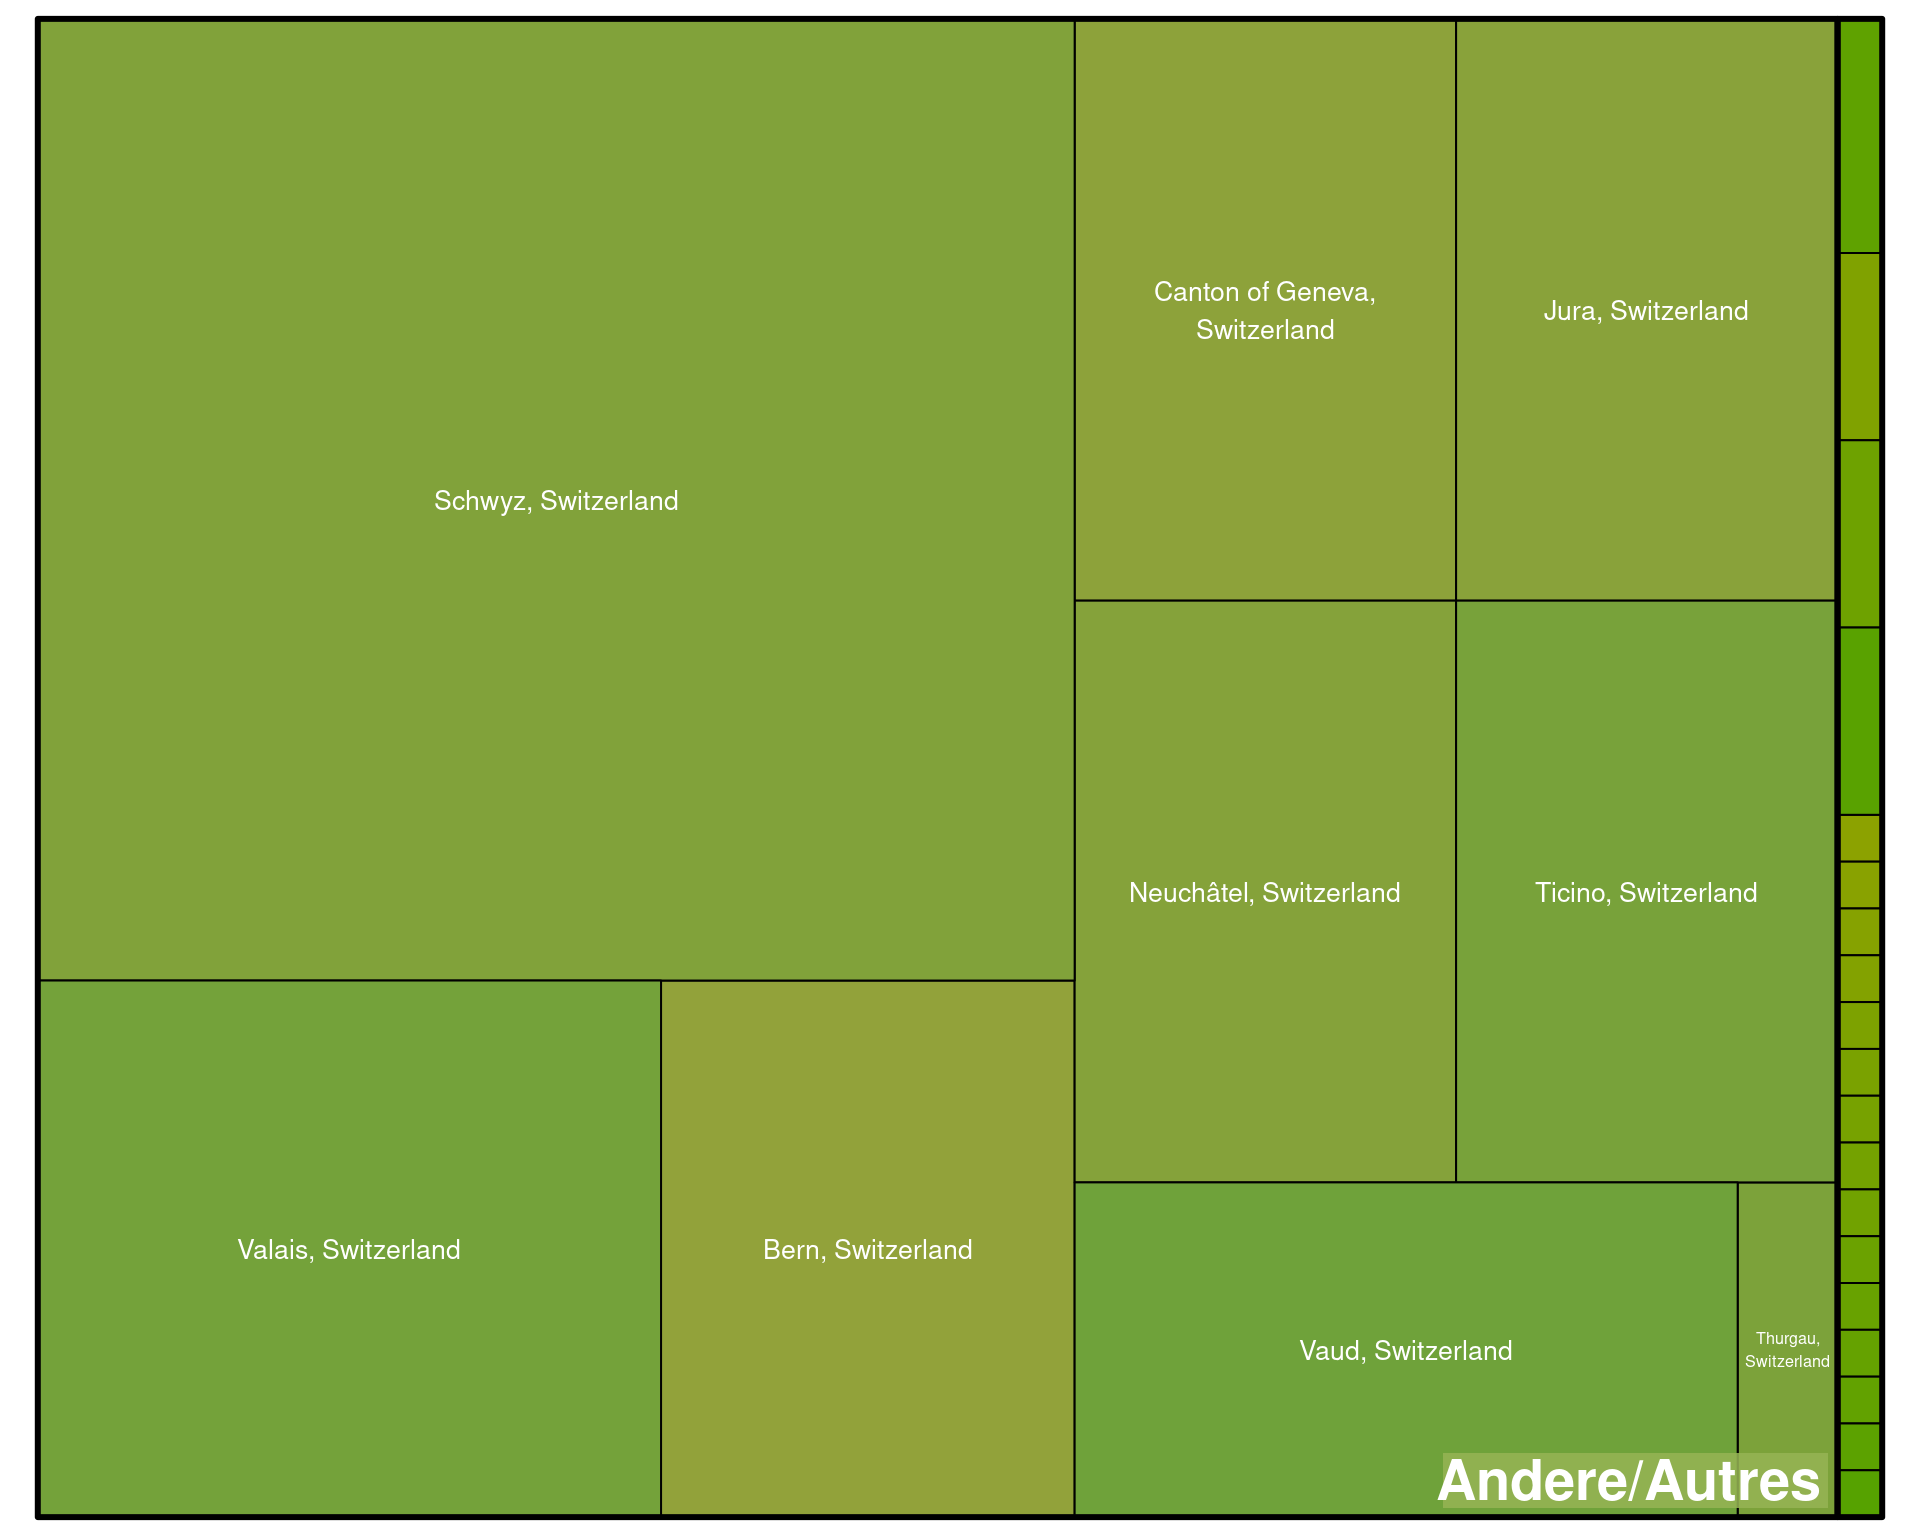 Schwyz, Switzerland
Canton of Geneva,
Switzerland
Jura, Switzerland
Neuchâtel, Switzerland
Ticino, Switzerland
Valais, Switzerland
Bern, Switzerland
Vaud, Switzerland
Thurgau,
Switzerland
Andere/Autres